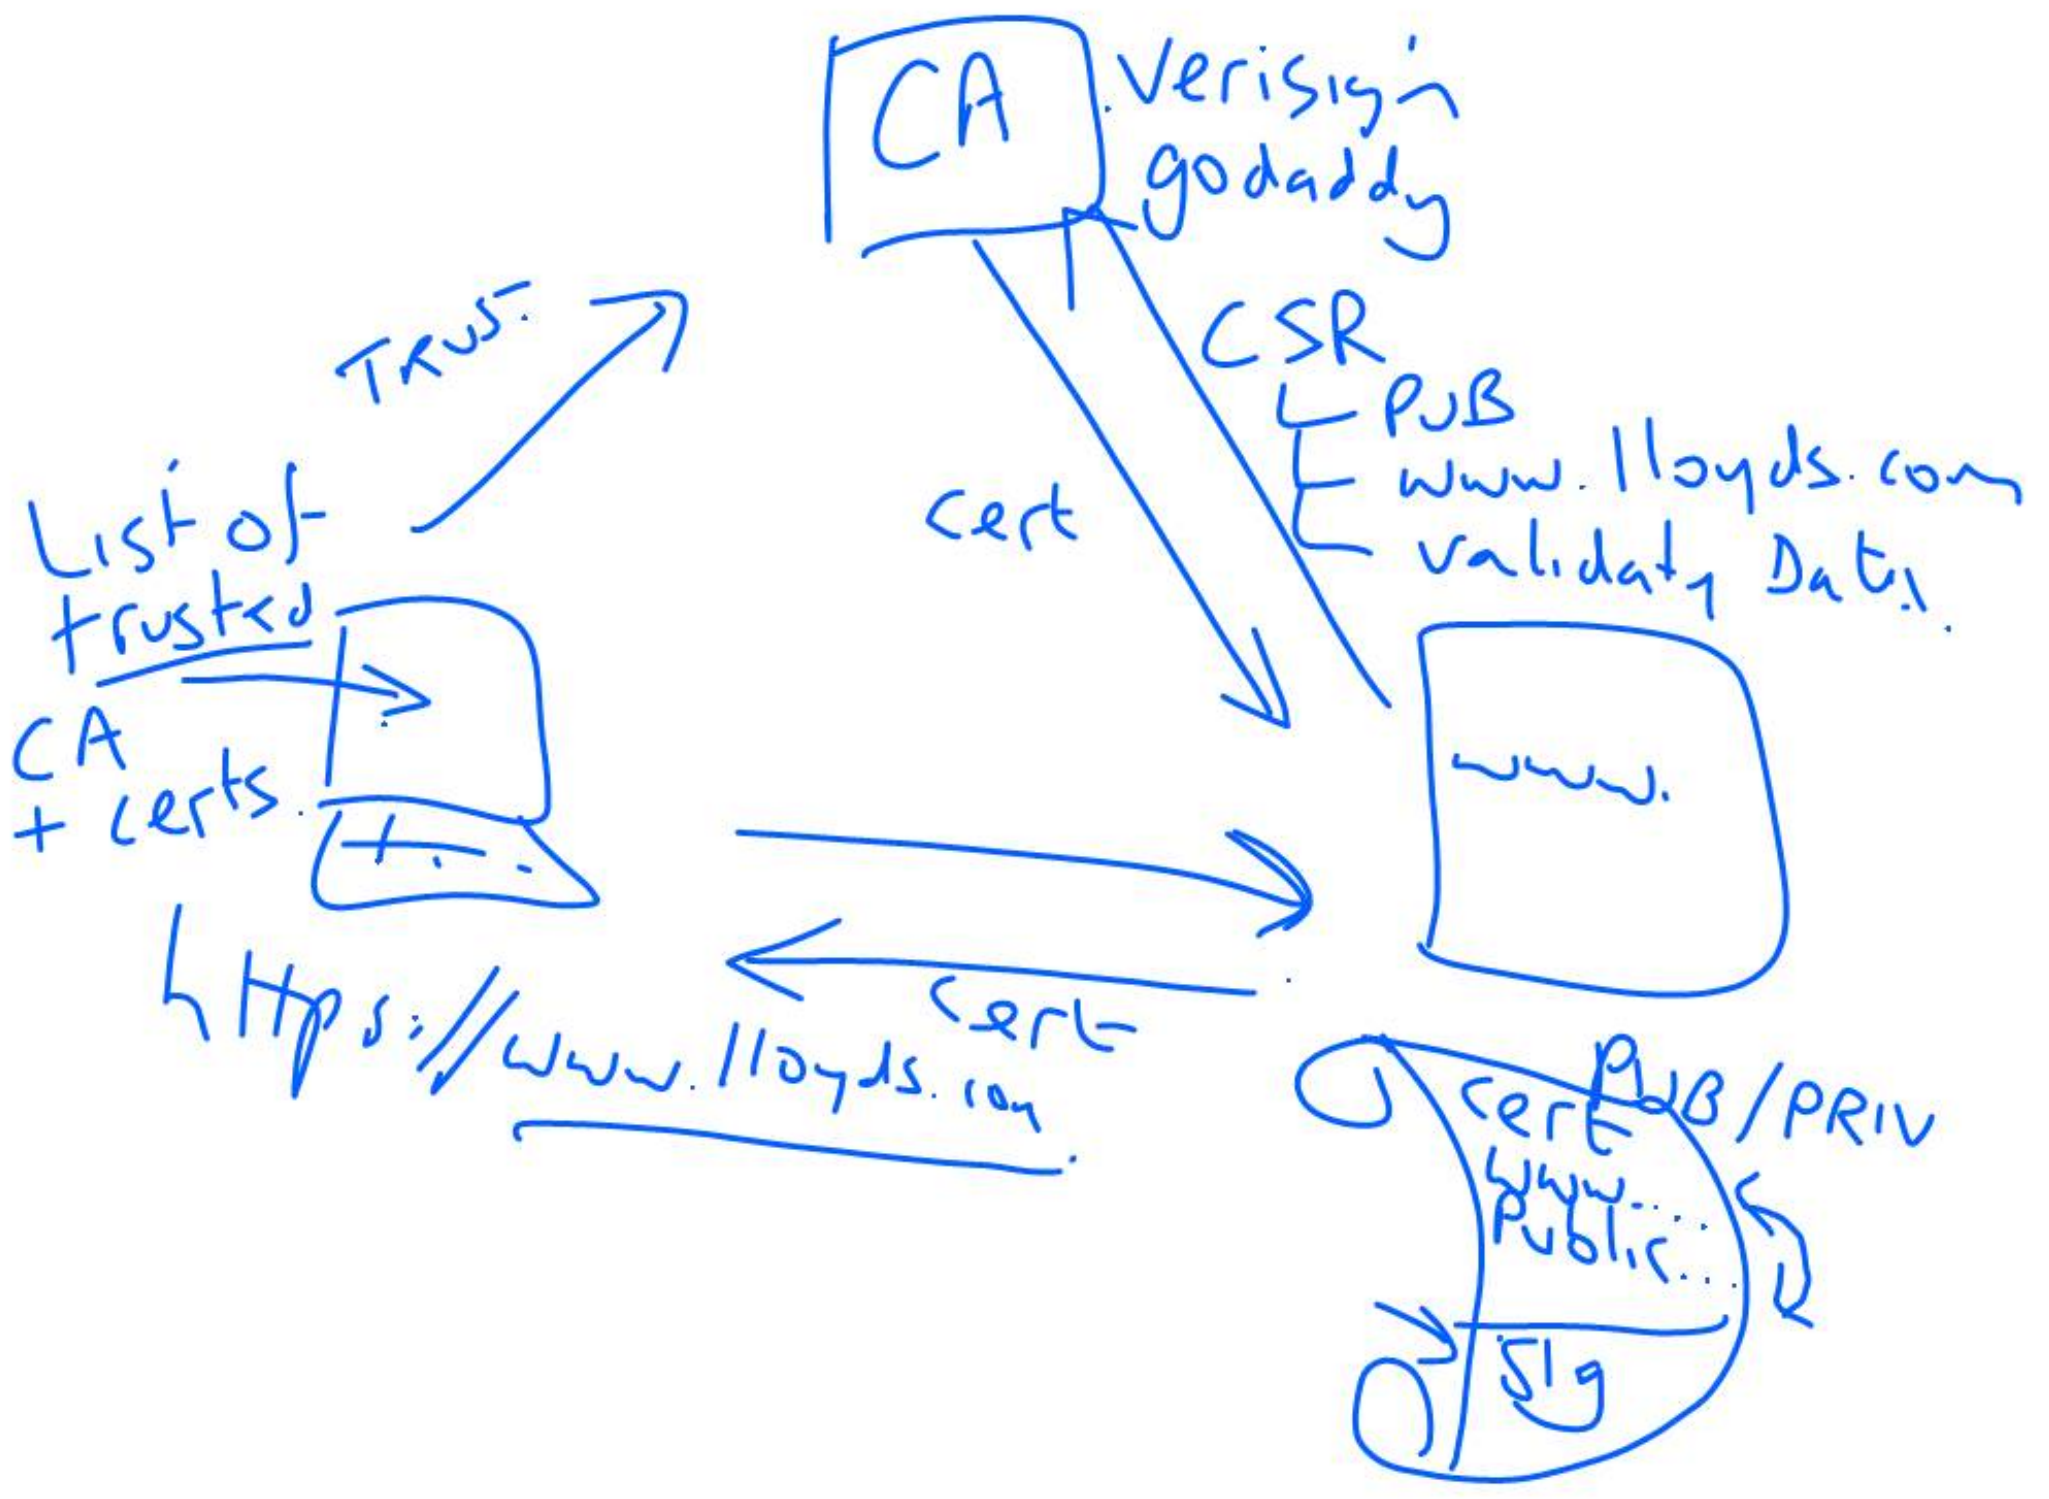 CA
Verisign
godaddy
TRUST
CSR
PUB
www.lloyds.com
Validaty Data.
cert
List of
trusted
CA
+ certs.
www.
https://www.lloyds.com
cert
PUB/PRIV
cert
www....
Public...
Sig